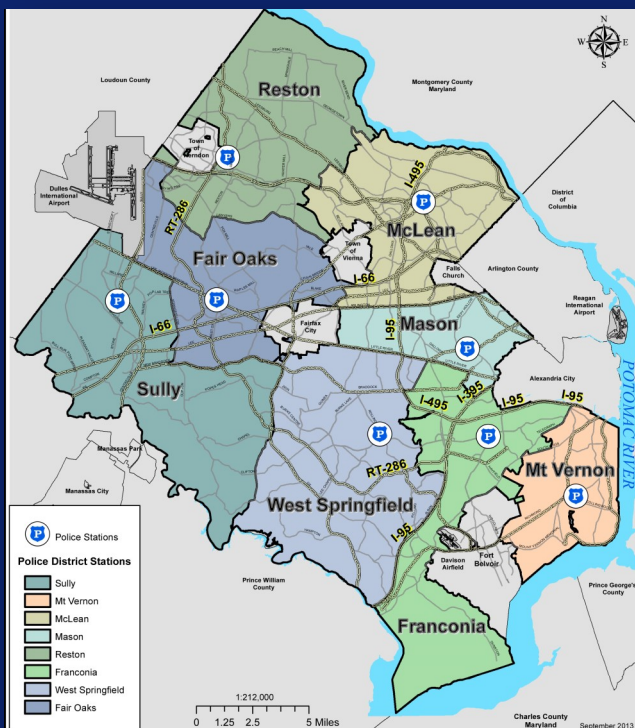 N
W
E
S
Loudoun County
Reston
Montgomery County
Maryland
Town
of
Herndon
P
Dulles
International
Airport
I-495
P
District
of
Columbia
RT-286
McLean
Fair Oaks
Town
of
Vienna
Falls
Church
Arlington County
I-66
P
P
Reagan
International
Airport
I-66
Fairfax
City
I-95
Mason
P
Sully
Alexandria City
I-495
I-395
I-95
I-95
POTOMAC RIVER
P
P
Manassas Park
RT-286
Mt Vernon
Manassas City
P
West Springfield
I-95
P
Police Stations
Police District Stations
Sully
Mt Vernon
McLean
Mason
Reston
Franconia
West Springfield
Fair Oaks
Davison
Airfield
Fort
Belvoir
Prince William
County
Prince George's
County
Franconia
1:212,000
0 1.25 2.5 5 Miles
Charles County
Maryland
September 2013